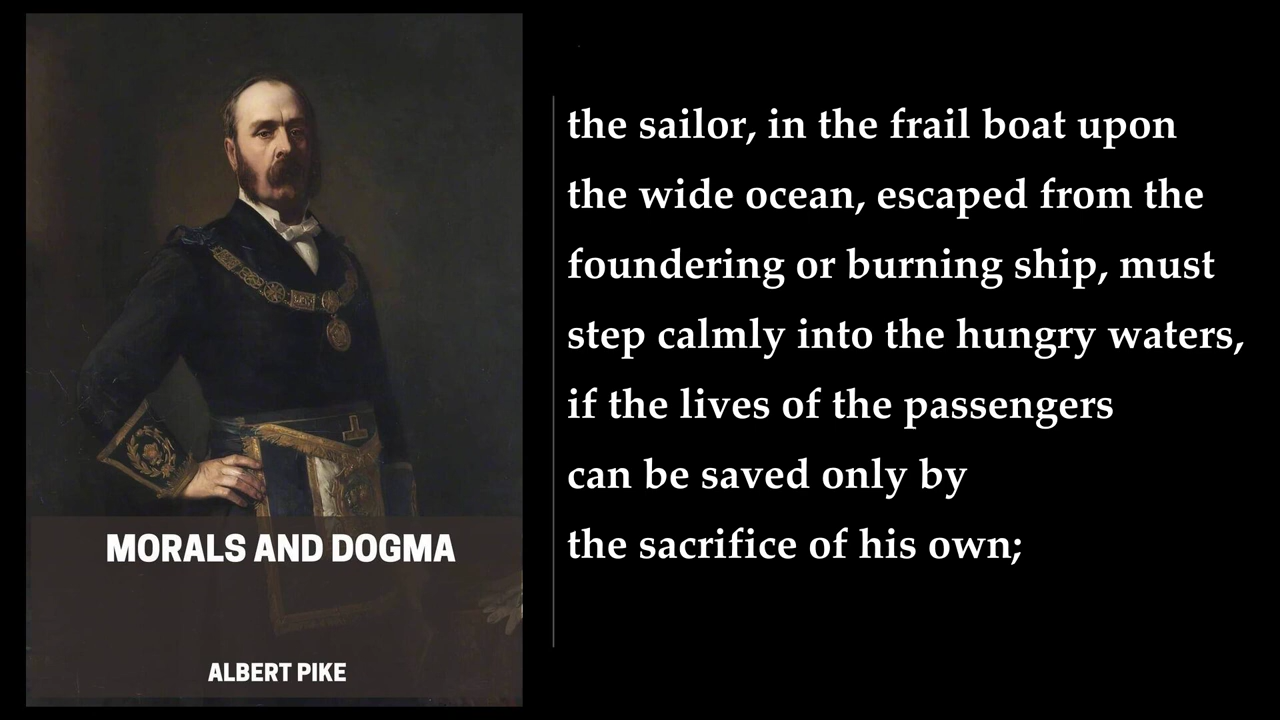 MORALS AND DOGMA
ALBERT PIKE
the sailor, in the frail boat upon
the wide ocean, escaped from the
foundering or burning ship, must
step calmly into the hungry waters,
if the lives of the passengers
can be saved only by
the sacrifice of his own;